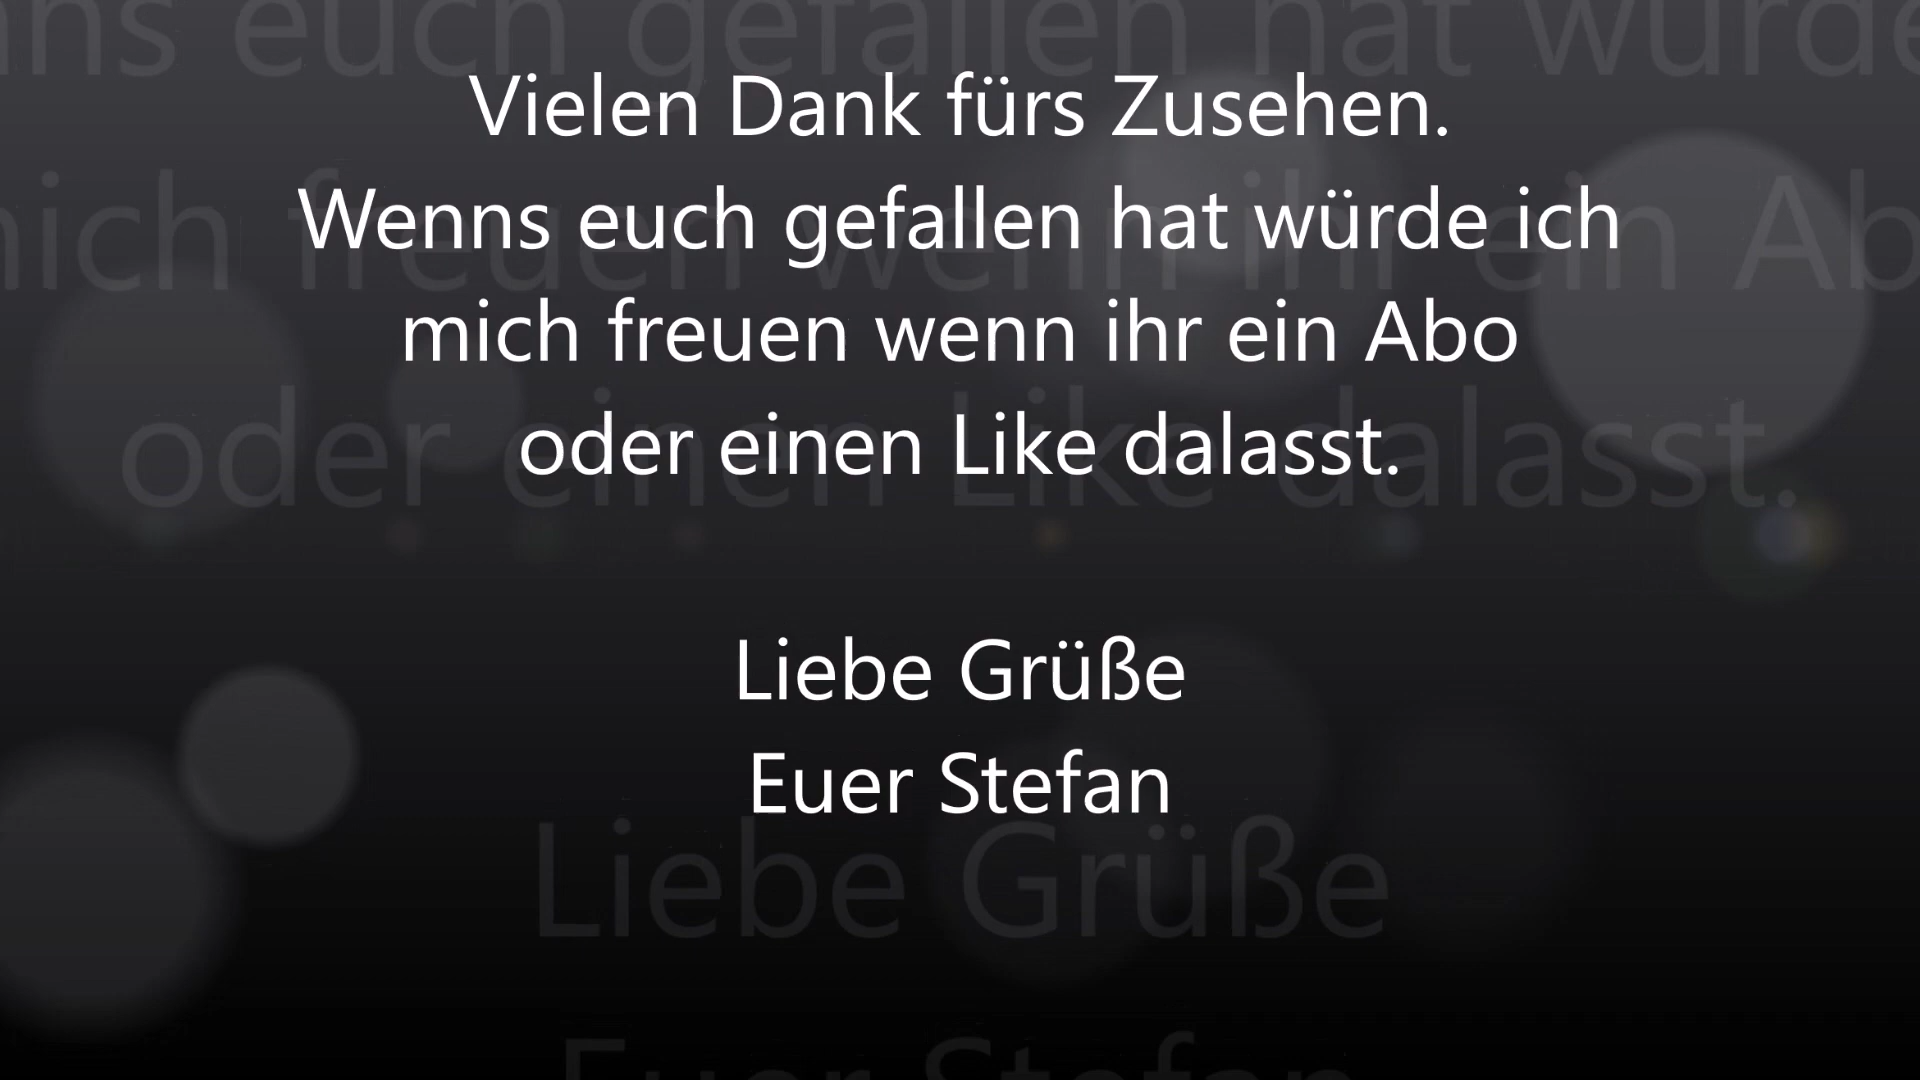 Vielen Dank fürs Zusehen.
Wenns euch gefallen hat würde ich
mich freuen wenn ihr ein Abo
oder einen Like dalasst.
Liebe Grüße
Euer Stefan